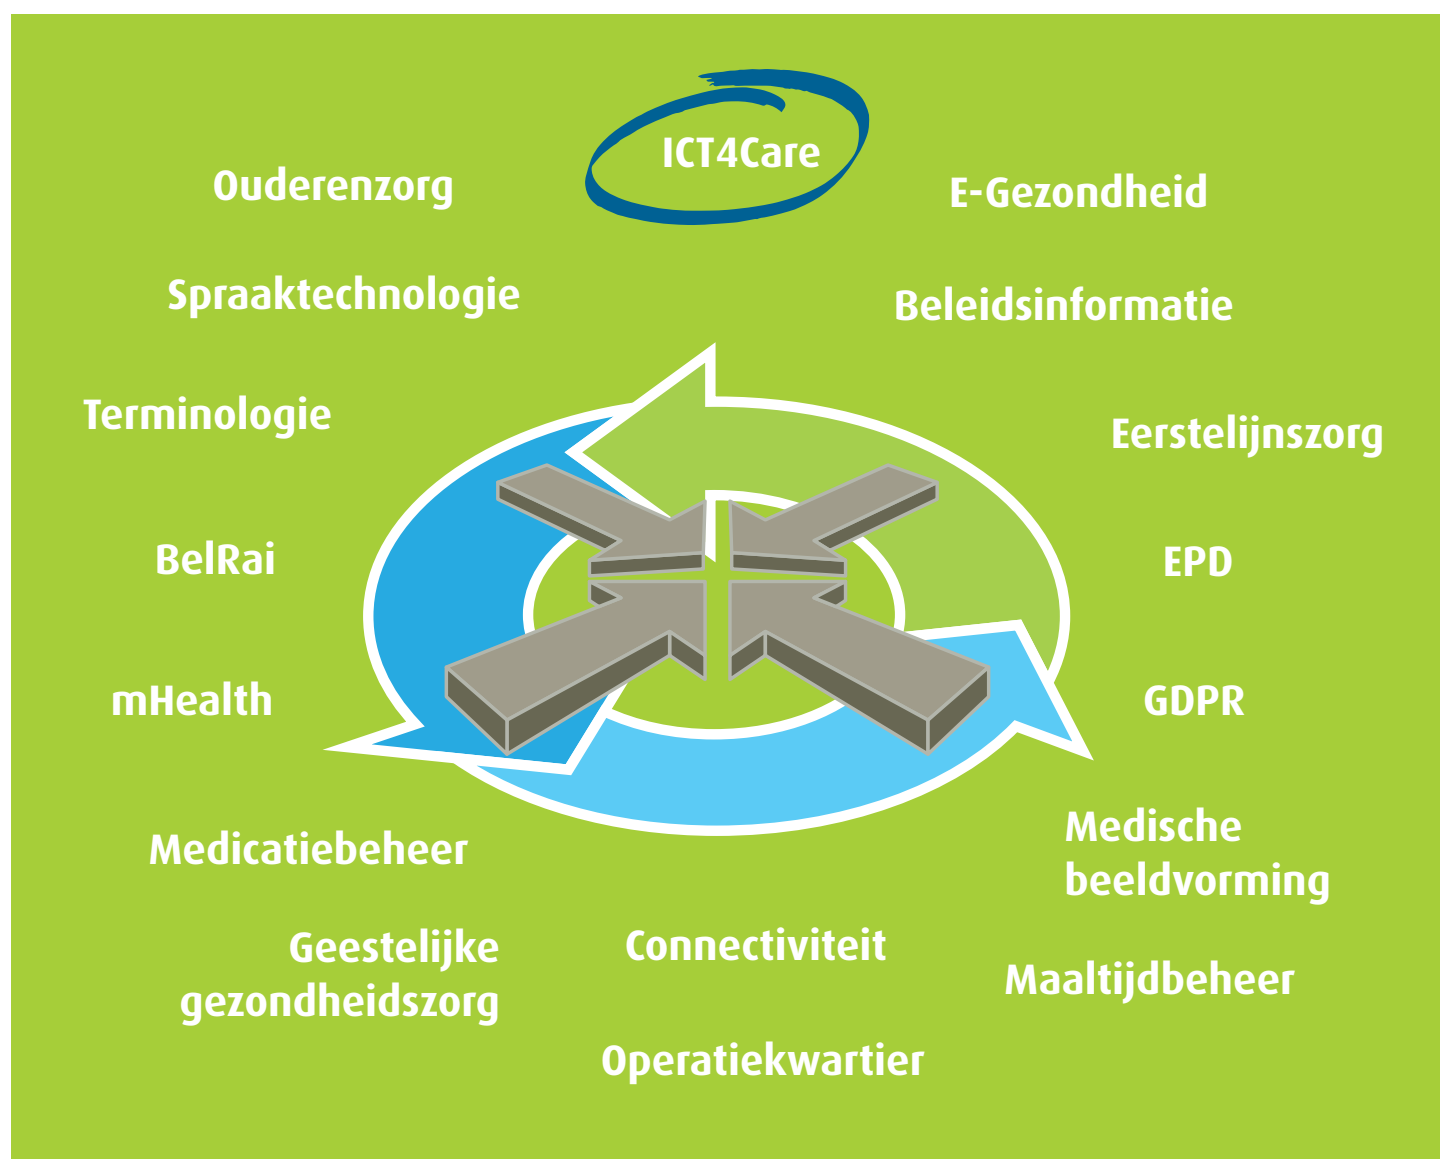 ICT4Care
Ouderenzorg
E-Gezondheid
Spraaktechnologie
Beleidsinformatie
Terminologie
Eerstelijnszorg
BelRai
EPD
mHealth
GDPR
Medicatiebeheer
Medische
beeldvorming
Geestelijke
gezondheidszorg
Connectiviteit
Maaltijdbeheer
Operatiekwartier